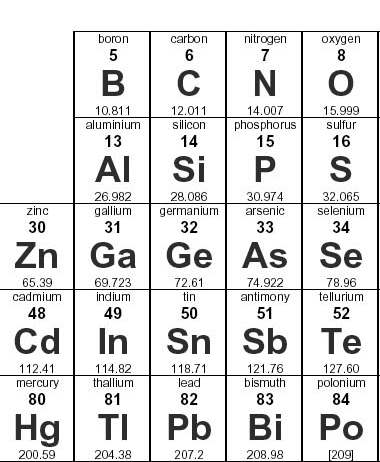 boron carbon nitrogen oxygen
5 6 7 8
B C N O
10.811 12.011 14.007 15.999
aluminium silicon phosphorus sulfur
13 14 15 16
Al Si P S
26.982 28.086 30.974 32.065
zinc gallium germanium arsenic selenium
30 31 32 33 34
Zn Ga Ge As Se
65.39 69.723 72.61 74.922 78.96
cadmium indium tin antimony tellurium
48 49 50 51 52
Cd In Sn Sb Te
112.41 114.82 118.71 121.76 127.60
mercury thallium lead bismuth polonium
80 81 82 83 84
Hg Tl Pb Bi Po
200.59 204.38 207.2 208.98 [209]